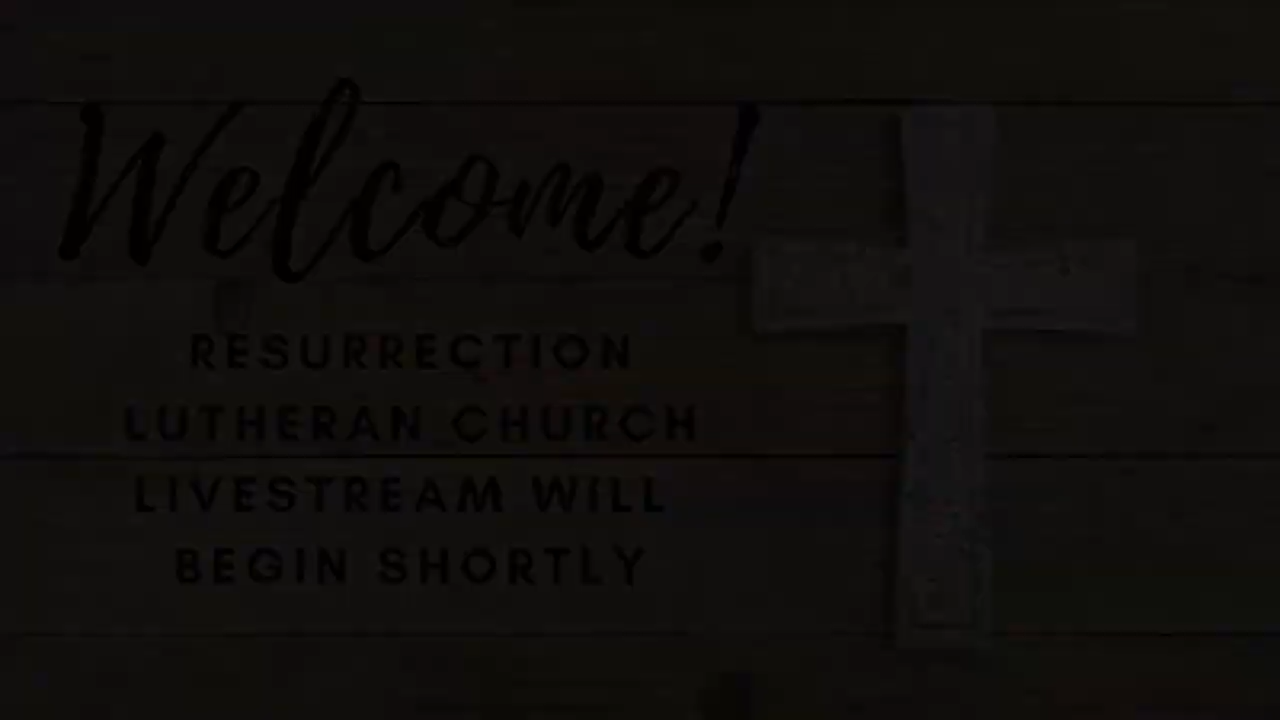 Welcome!
RESURRECTION
LUTHERAN CHURCH
LIVESTREAM WILL
BEGIN SHORTLY